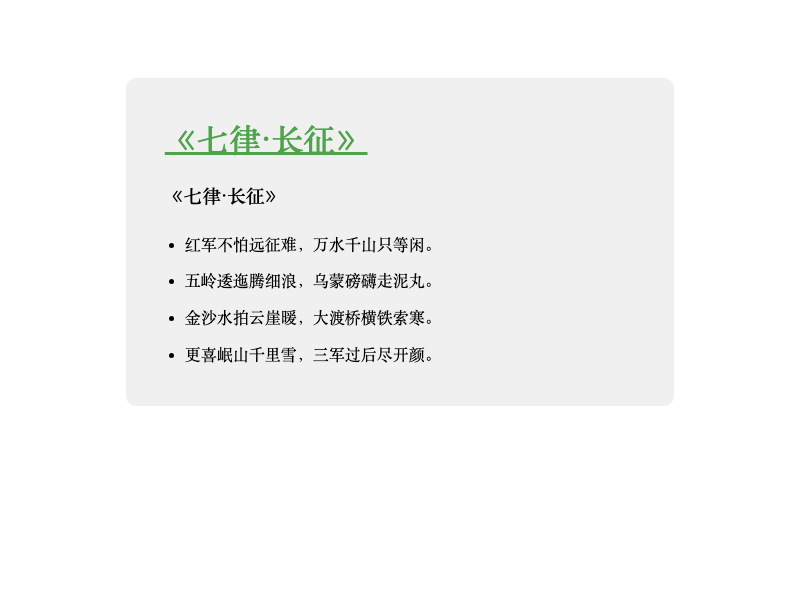 《七律·长征》
《七律·长征》
红军不怕远征难，万水千山只等闲。
五岭逶迤腾细浪，乌蒙磅礴走泥丸。
金沙水拍云崖暖，大渡桥横铁索寒。
更喜岷山千里雪，三军过后尽开颜。